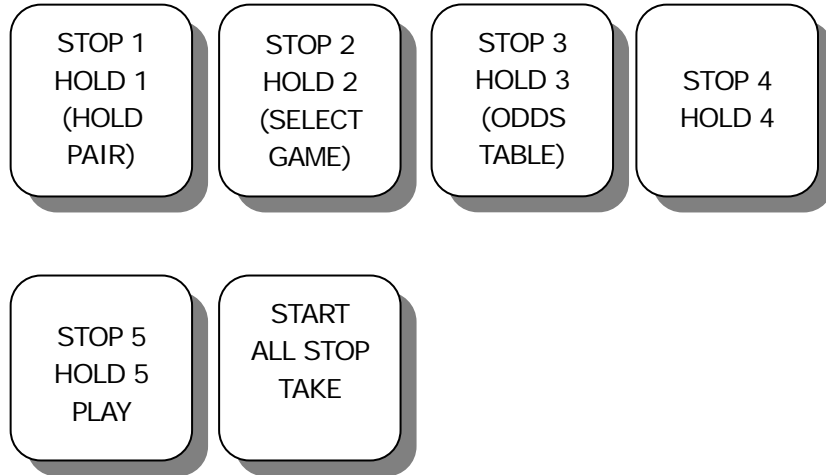 STOP 1
HOLD 1
(HOLD
PAIR)
STOP 2
HOLD 2
(SELECT
GAME)
STOP 3
HOLD 3
(ODDS
TABLE)
STOP 4
HOLD 4
STOP 5
HOLD 5
PLAY
START
ALL STOP
TAKE